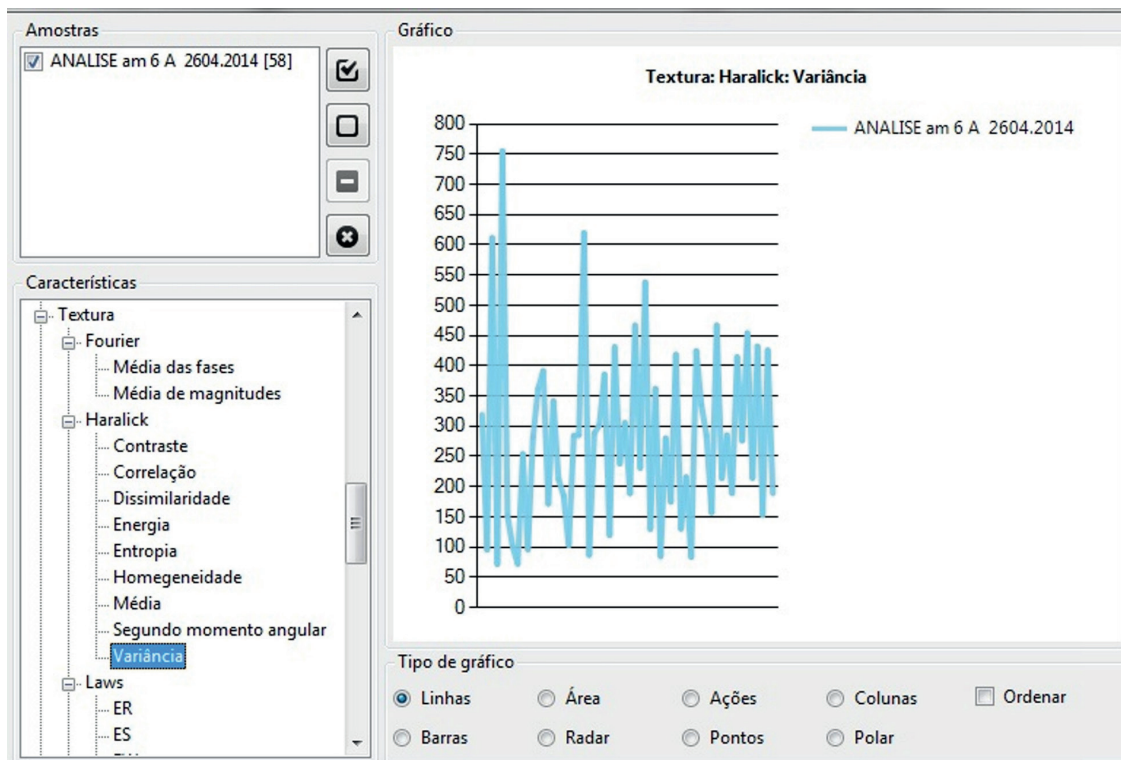 Amostras
ANALISE am 6 A 2604.2014 [58]
Características
Textura
Fourier
Média das fases
Média de magnitudes
Haralick
Contraste
Correlação
Dissimilaridade
Energia
Entropia
Homogeneidade
Média
Segundo momento angular
Variância
Laws
ER
ES
Gráfico
Textura: Haralick: Variância
ANALISE am 6 A 2604.2014
800
750
700
650
600
550
500
450
400
350
300
250
200
150
100
50
0
Tipo de gráfico
Linhas Área Ações Colunas Ordenar
Barras Radar Pontos Polar